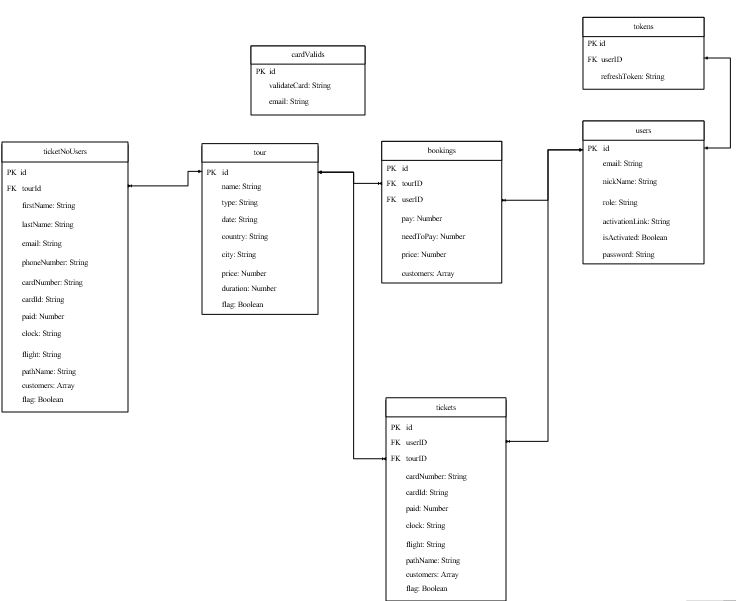 tokens
PK id
FK userID
refreshToken: String
cardValids
PK id
validateCard: String
email: String
ticketNoUsers
PK id
FK tourId
firstName: String
lastName: String
email: String
phoneNumber: String
cardNumber: String
cardId: String
paid: Number
clock: String
flight: String
pathName: String
customers: Array
flag: Boolean
tour
PK id
name: String
type: String
date: String
country: String
city: String
price: Number
duration: Number
flag: Boolean
bookings
PK id
FK tourID
FK userID
pay: Number
needToPay: Number
price: Number
customers: Array
users
PK id
email: String
nickName: String
role: String
activationLink: String
isActivated: Boolean
password: String
tickets
PK id
FK userID
FK tourID
cardNumber: String
cardId: String
paid: Number
clock: String
flight: String
pathName: String
customers: Array
flag: Boolean